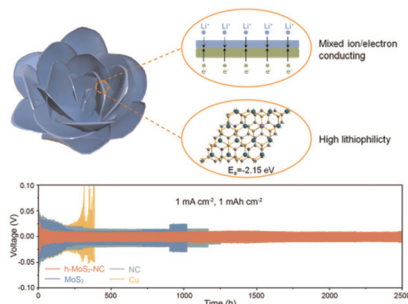 Li⁺ Li⁺ Li⁺ Li⁺ Li⁺
e⁻ e⁻ e⁻ e⁻ e⁻
Mixed ion/electron
conducting
High lithiophilicity
Eₐ=-2.15 eV
1 mA cm⁻², 1 mAh cm⁻²
Voltage (V)
0.10
0.05
0.00
-0.05
-0.10
h-MoS₂-NC
NC
MoS₂
Cu
0 500 1000 1500 2000 2500
Time (h)